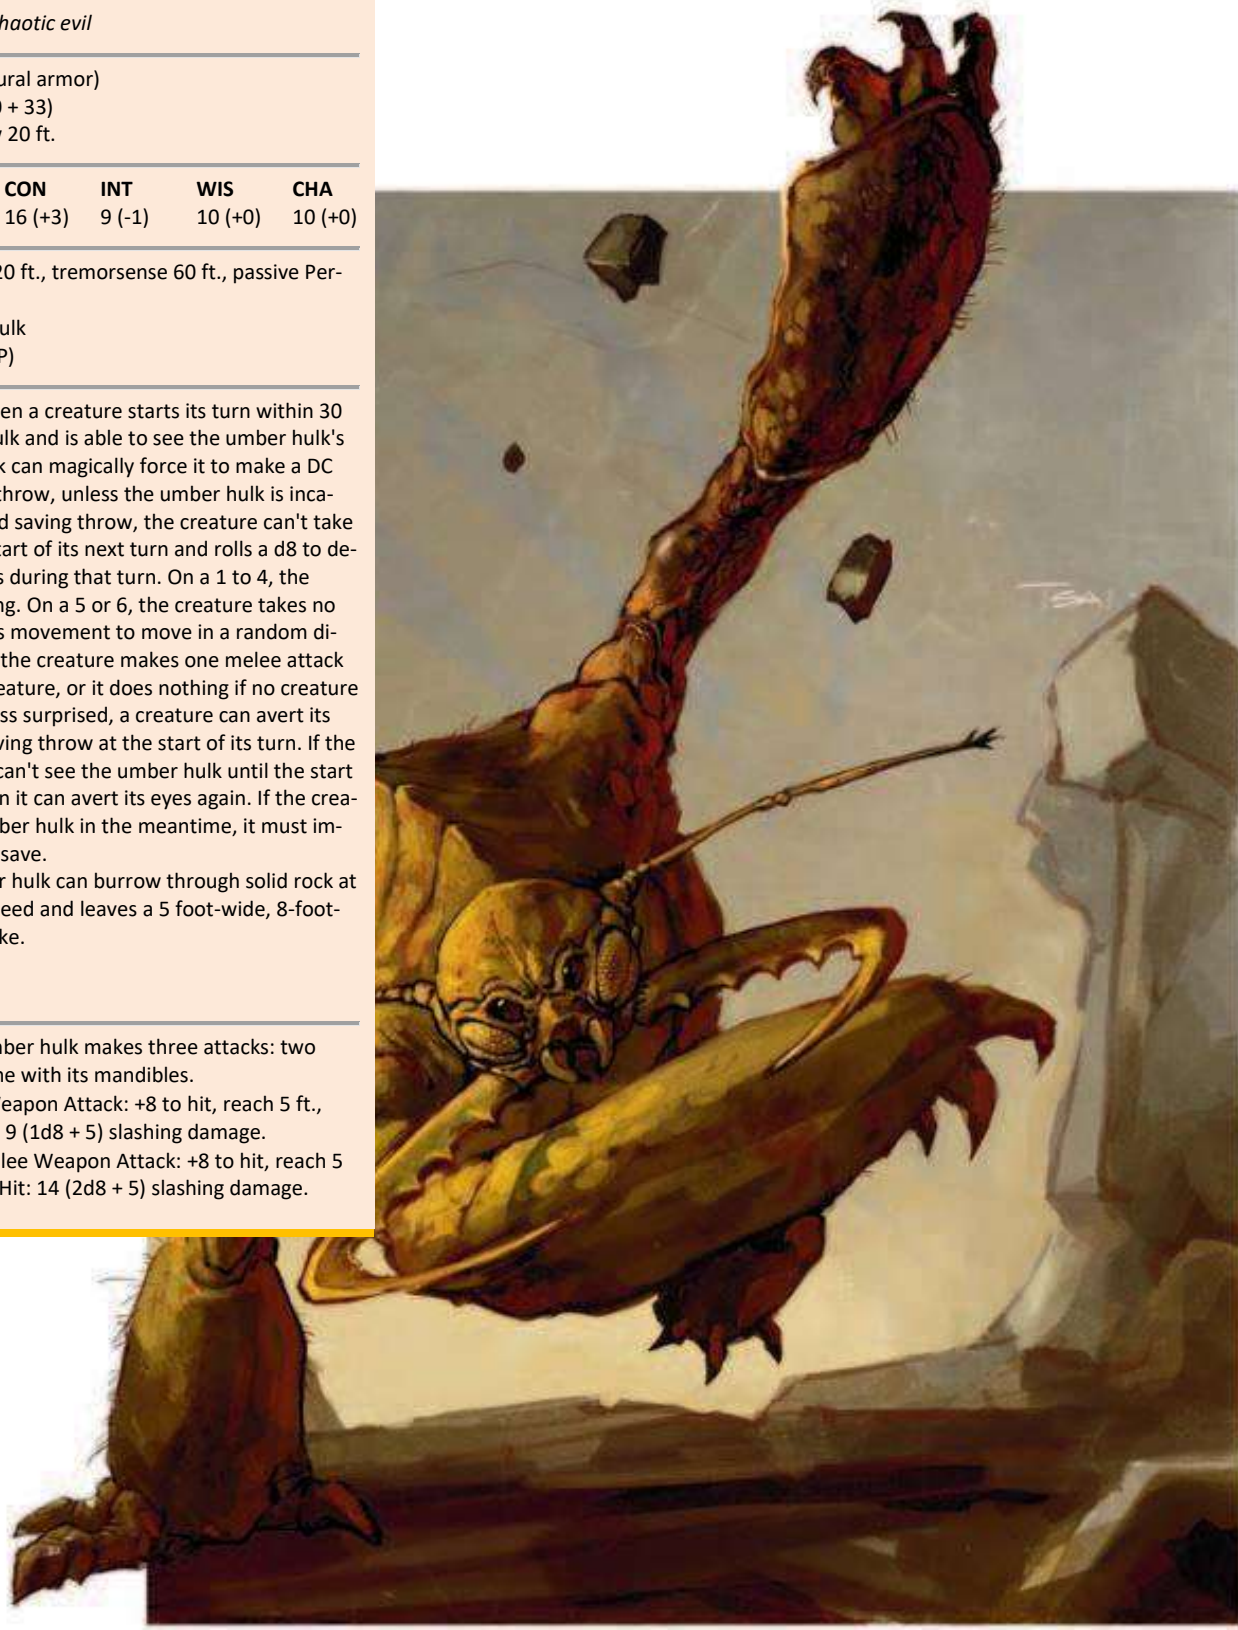 haotic evil
ural armor)
0 + 33)
v 20 ft.
CON INT WIS CHA
16 (+3) 9 (-1) 10 (+0) 10 (+0)
20 ft., tremorsense 60 ft., passive Per-
ulk
P)
en a creature starts its turn within 30
ulk and is able to see the umber hulk's
k can magically force it to make a DC
throw, unless the umber hulk is inca-
d saving throw, the creature can't take
tart of its next turn and rolls a d8 to de-
s during that turn. On a 1 to 4, the
ng. On a 5 or 6, the creature takes no
s movement to move in a random di-
the creature makes one melee attack
eature, or it does nothing if no creature
ss surprised, a creature can avert its
ving throw at the start of its turn. If the
can't see the umber hulk until the start
n it can avert its eyes again. If the crea-
ber hulk in the meantime, it must im-
save.
r hulk can burrow through solid rock at
eed and leaves a 5 foot-wide, 8-foot-
ke.
ber hulk makes three attacks: two
ne with its mandibles.
eapon Attack: +8 to hit, reach 5 ft.,
9 (1d8 + 5) slashing damage.
lee Weapon Attack: +8 to hit, reach 5
Hit: 14 (2d8 + 5) slashing damage.
TSAI